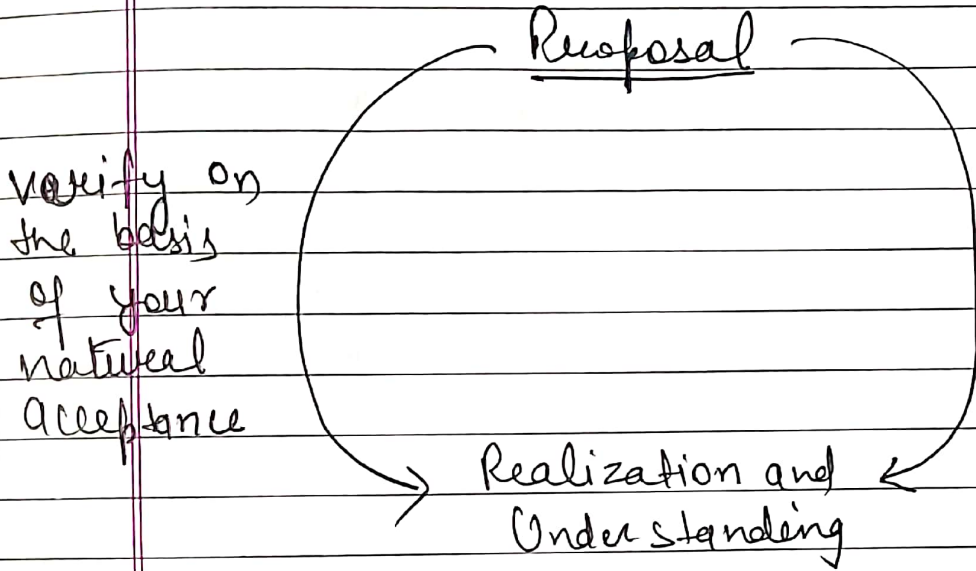 Proposal
verify on
the basis
of your
natural
acceptance
Realization and
Understanding